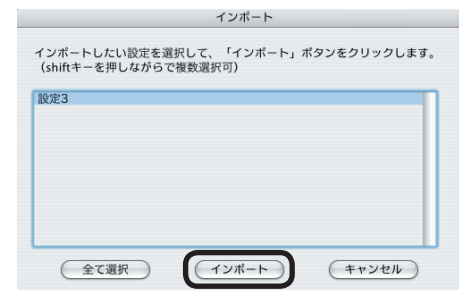 インポート
インポートしたい設定を選択して、「インポート」ボタンをクリックします。
（shiftキーを押しながらで複数選択可）
設定3
全て選択 インポート キャンセル